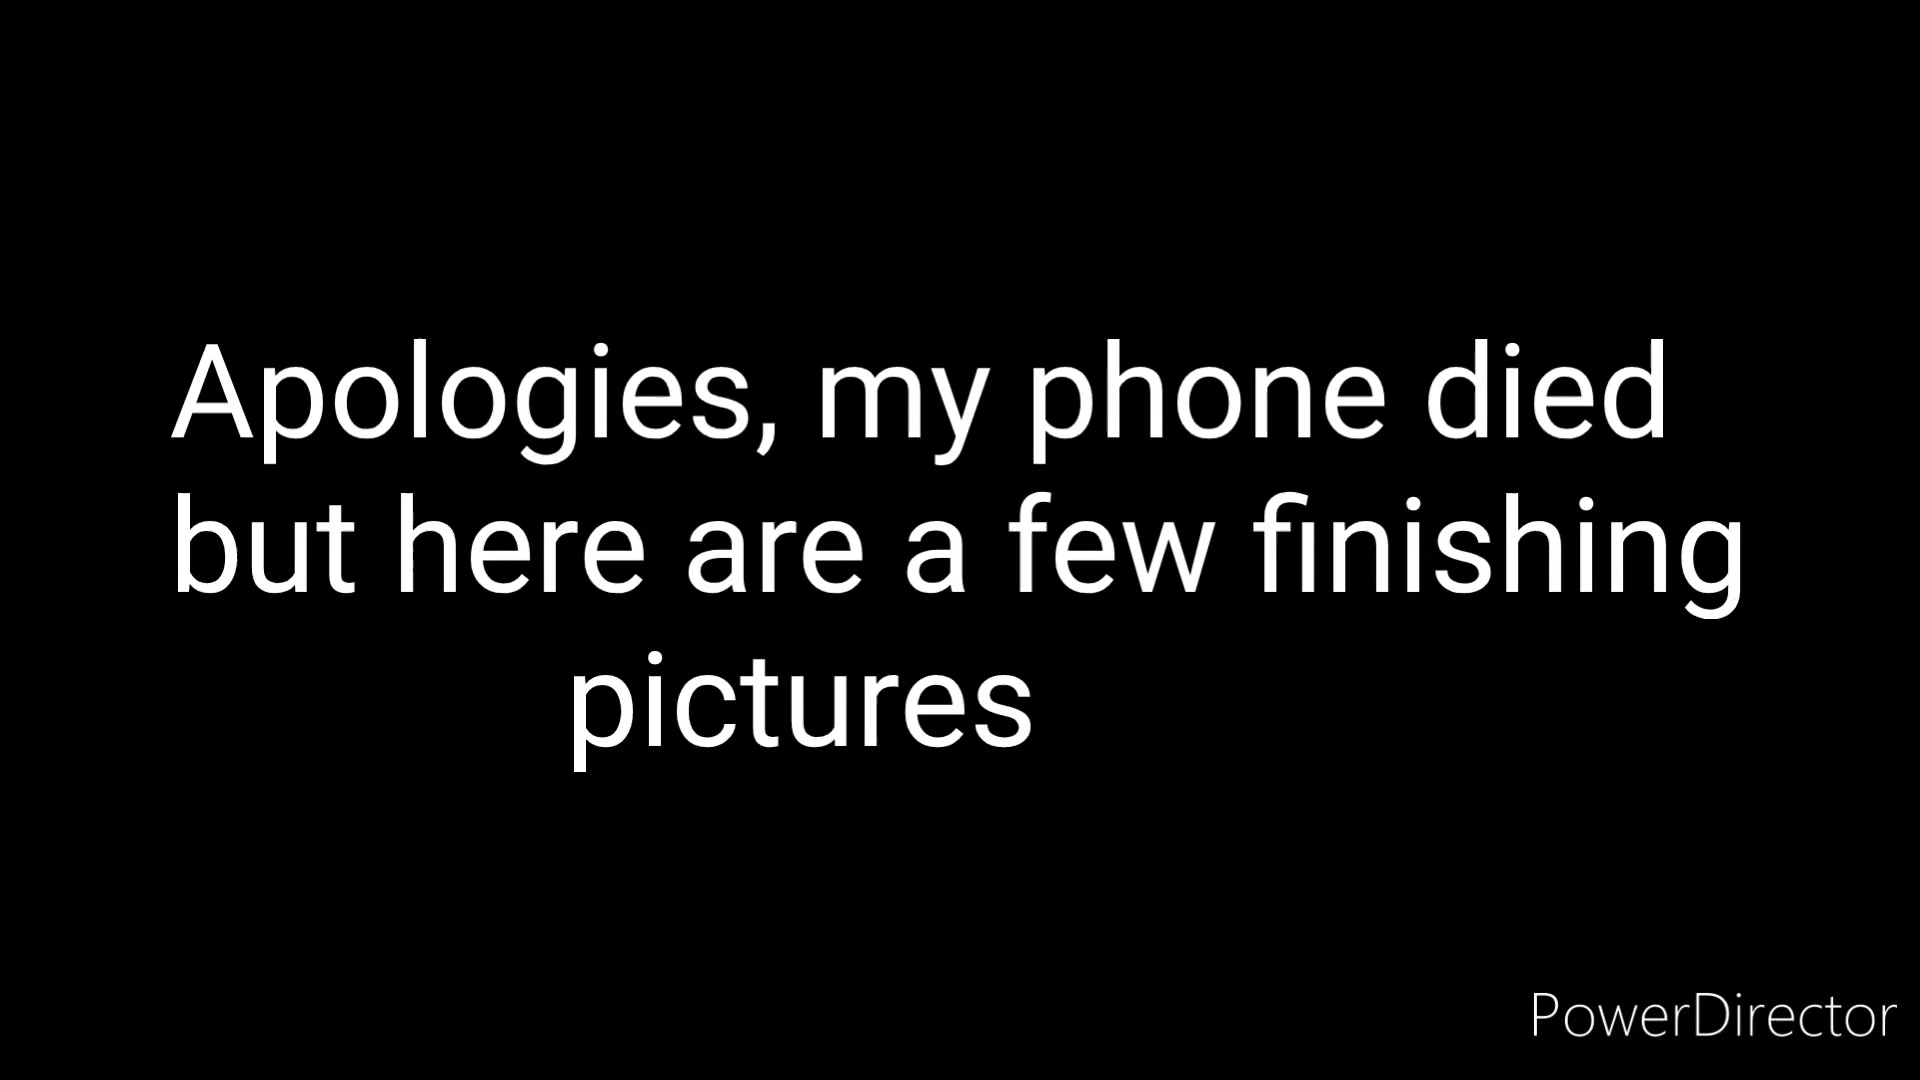 Apologies, my phone died
but here are a few finishing
pictures
PowerDirector